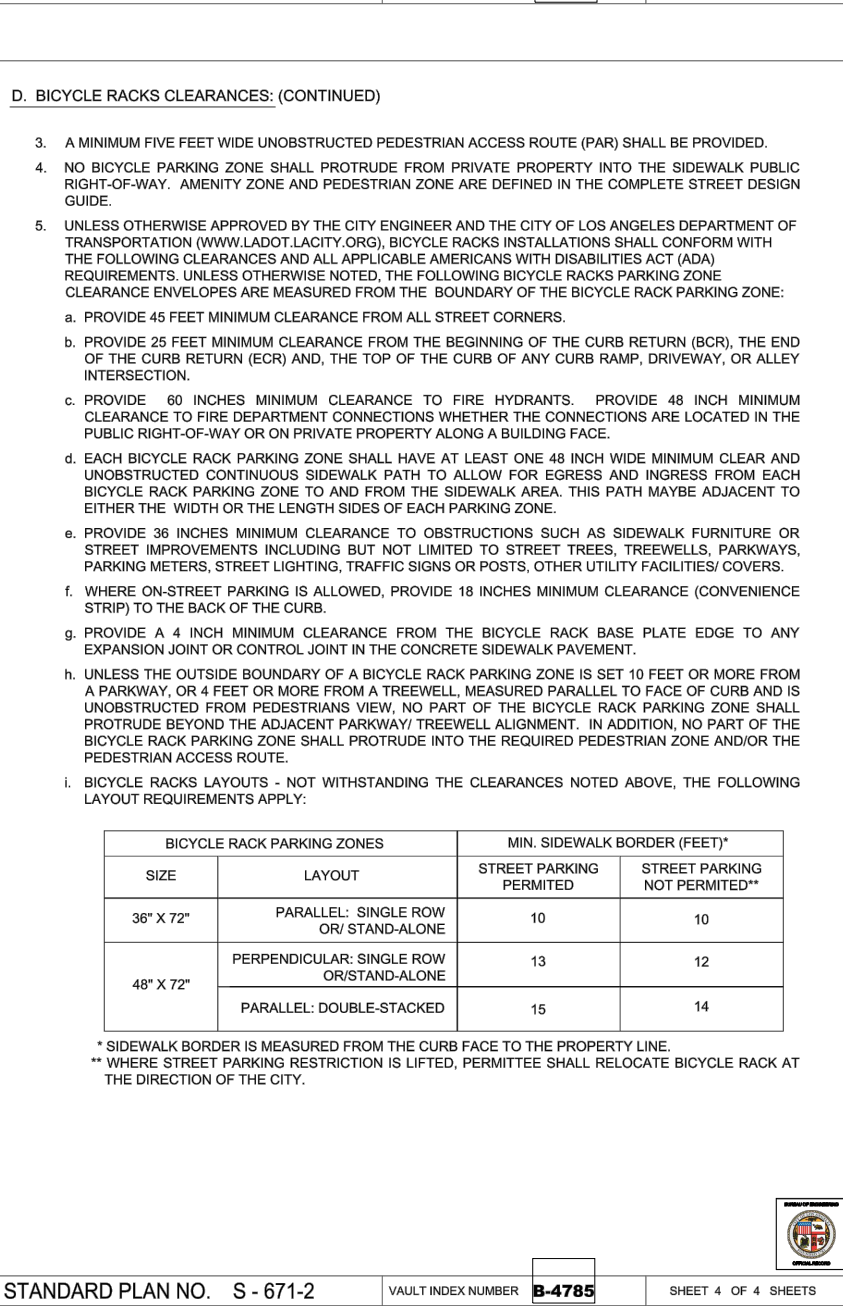 D. BICYCLE RACKS CLEARANCES: (CONTINUED)
3. A MINIMUM FIVE FEET WIDE UNOBSTRUCTED PEDESTRIAN ACCESS ROUTE (PAR) SHALL BE PROVIDED.
4. NO BICYCLE PARKING ZONE SHALL PROTRUDE FROM PRIVATE PROPERTY INTO THE SIDEWALK PUBLIC
RIGHT-OF-WAY. AMENITY ZONE AND PEDESTRIAN ZONE ARE DEFINED IN THE COMPLETE STREET DESIGN
GUIDE.
5. UNLESS OTHERWISE APPROVED BY THE CITY ENGINEER AND THE CITY OF LOS ANGELES DEPARTMENT OF
TRANSPORTATION (WWW.LADOT.LACITY.ORG), BICYCLE RACKS INSTALLATIONS SHALL CONFORM WITH
THE FOLLOWING CLEARANCES AND ALL APPLICABLE AMERICANS WITH DISABILITIES ACT (ADA)
REQUIREMENTS. UNLESS OTHERWISE NOTED, THE FOLLOWING BICYCLE RACKS PARKING ZONE
CLEARANCE ENVELOPES ARE MEASURED FROM THE BOUNDARY OF THE BICYCLE RACK PARKING ZONE:
a. PROVIDE 45 FEET MINIMUM CLEARANCE FROM ALL STREET CORNERS.
b. PROVIDE 25 FEET MINIMUM CLEARANCE FROM THE BEGINNING OF THE CURB RETURN (BCR), THE END
OF THE CURB RETURN (ECR) AND, THE TOP OF THE CURB OF ANY CURB RAMP, DRIVEWAY, OR ALLEY
INTERSECTION.
c. PROVIDE 60 INCHES MINIMUM CLEARANCE TO FIRE HYDRANTS. PROVIDE 48 INCH MINIMUM
CLEARANCE TO FIRE DEPARTMENT CONNECTIONS WHETHER THE CONNECTIONS ARE LOCATED IN THE
PUBLIC RIGHT-OF-WAY OR ON PRIVATE PROPERTY ALONG A BUILDING FACE.
d. EACH BICYCLE RACK PARKING ZONE SHALL HAVE AT LEAST ONE 48 INCH WIDE MINIMUM CLEAR AND
UNOBSTRUCTED CONTINUOUS SIDEWALK PATH TO ALLOW FOR EGRESS AND INGRESS FROM EACH
BICYCLE RACK PARKING ZONE TO AND FROM THE SIDEWALK AREA. THIS PATH MAYBE ADJACENT TO
EITHER THE WIDTH OR THE LENGTH SIDES OF EACH PARKING ZONE.
e. PROVIDE 36 INCHES MINIMUM CLEARANCE TO OBSTRUCTIONS SUCH AS SIDEWALK FURNITURE OR
STREET IMPROVEMENTS INCLUDING BUT NOT LIMITED TO STREET TREES, TREEWELLS, PARKWAYS,
PARKING METERS, STREET LIGHTING, TRAFFIC SIGNS OR POSTS, OTHER UTILITY FACILITIES/ COVERS.
f. WHERE ON-STREET PARKING IS ALLOWED, PROVIDE 18 INCHES MINIMUM CLEARANCE (CONVENIENCE
STRIP) TO THE BACK OF THE CURB.
g. PROVIDE A 4 INCH MINIMUM CLEARANCE FROM THE BICYCLE RACK BASE PLATE EDGE TO ANY
EXPANSION JOINT OR CONTROL JOINT IN THE CONCRETE SIDEWALK PAVEMENT.
h. UNLESS THE OUTSIDE BOUNDARY OF A BICYCLE RACK PARKING ZONE IS SET 10 FEET OR MORE FROM
A PARKWAY, OR 4 FEET OR MORE FROM A TREEWELL, MEASURED PARALLEL TO FACE OF CURB AND IS
UNOBSTRUCTED FROM PEDESTRIANS VIEW, NO PART OF THE BICYCLE RACK PARKING ZONE SHALL
PROTRUDE BEYOND THE ADJACENT PARKWAY/ TREEWELL ALIGNMENT. IN ADDITION, NO PART OF THE
BICYCLE RACK PARKING ZONE SHALL PROTRUDE INTO THE REQUIRED PEDESTRIAN ZONE AND/OR THE
PEDESTRIAN ACCESS ROUTE.
i. BICYCLE RACKS LAYOUTS - NOT WITHSTANDING THE CLEARANCES NOTED ABOVE, THE FOLLOWING
LAYOUT REQUIREMENTS APPLY:
BICYCLE RACK PARKING ZONES
MIN. SIDEWALK BORDER (FEET)*
SIZE
LAYOUT
STREET PARKING
PERMITED
STREET PARKING
NOT PERMITED**
36" X 72"
PARALLEL: SINGLE ROW
OR/ STAND-ALONE
10
10
48" X 72"
PERPENDICULAR: SINGLE ROW
OR/STAND-ALONE
13
12
PARALLEL: DOUBLE-STACKED
15
14
* SIDEWALK BORDER IS MEASURED FROM THE CURB FACE TO THE PROPERTY LINE.
** WHERE STREET PARKING RESTRICTION IS LIFTED, PERMITTEE SHALL RELOCATE BICYCLE RACK AT
THE DIRECTION OF THE CITY.
BUREAU OF ENGINEERING
OFFICIAL RECORD
STANDARD PLAN NO. S - 671-2
VAULT INDEX NUMBER
B-4785
SHEET 4 OF 4 SHEETS